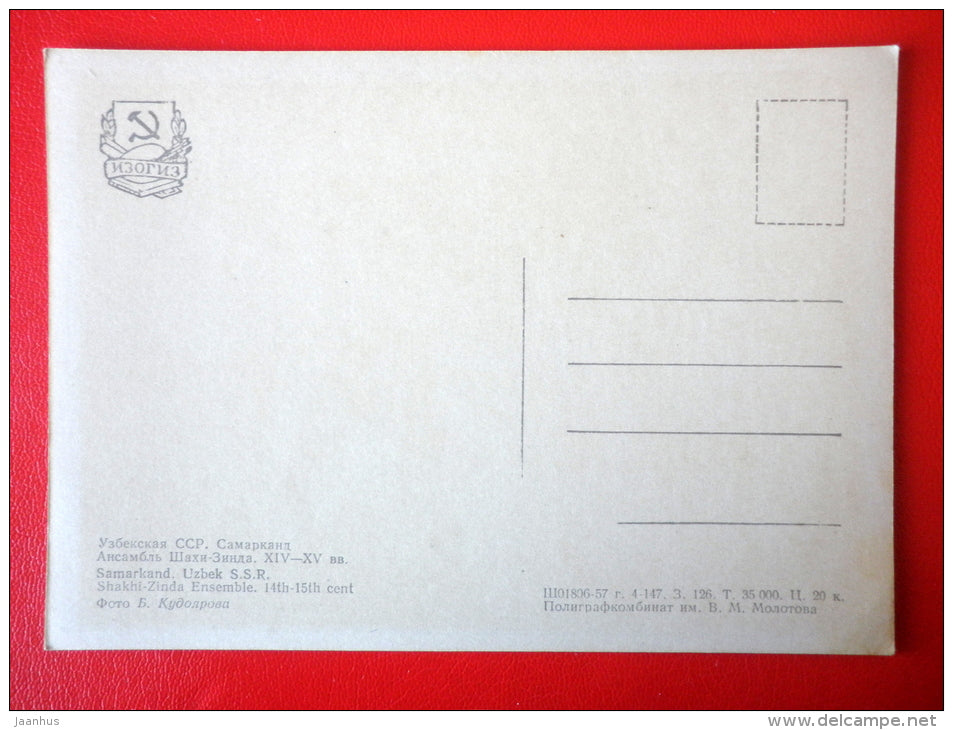 ИЗОГИЗ
Узбекская ССР. Самарканд
Ансамбль Шахи-Зинда. XIV—XV вв.
Samarkand. Uzbek S.S.R.
Shakhi-Zinda Ensemble. 14th-15th cent
Фото Б. Кудоярова
Ш01806-57 г. 4-147. З. 126. Т. 35 000. Ц. 20 к.
Полиграфкомбинат им. В. М. Молотова
jaanhus
www.delcampe.net